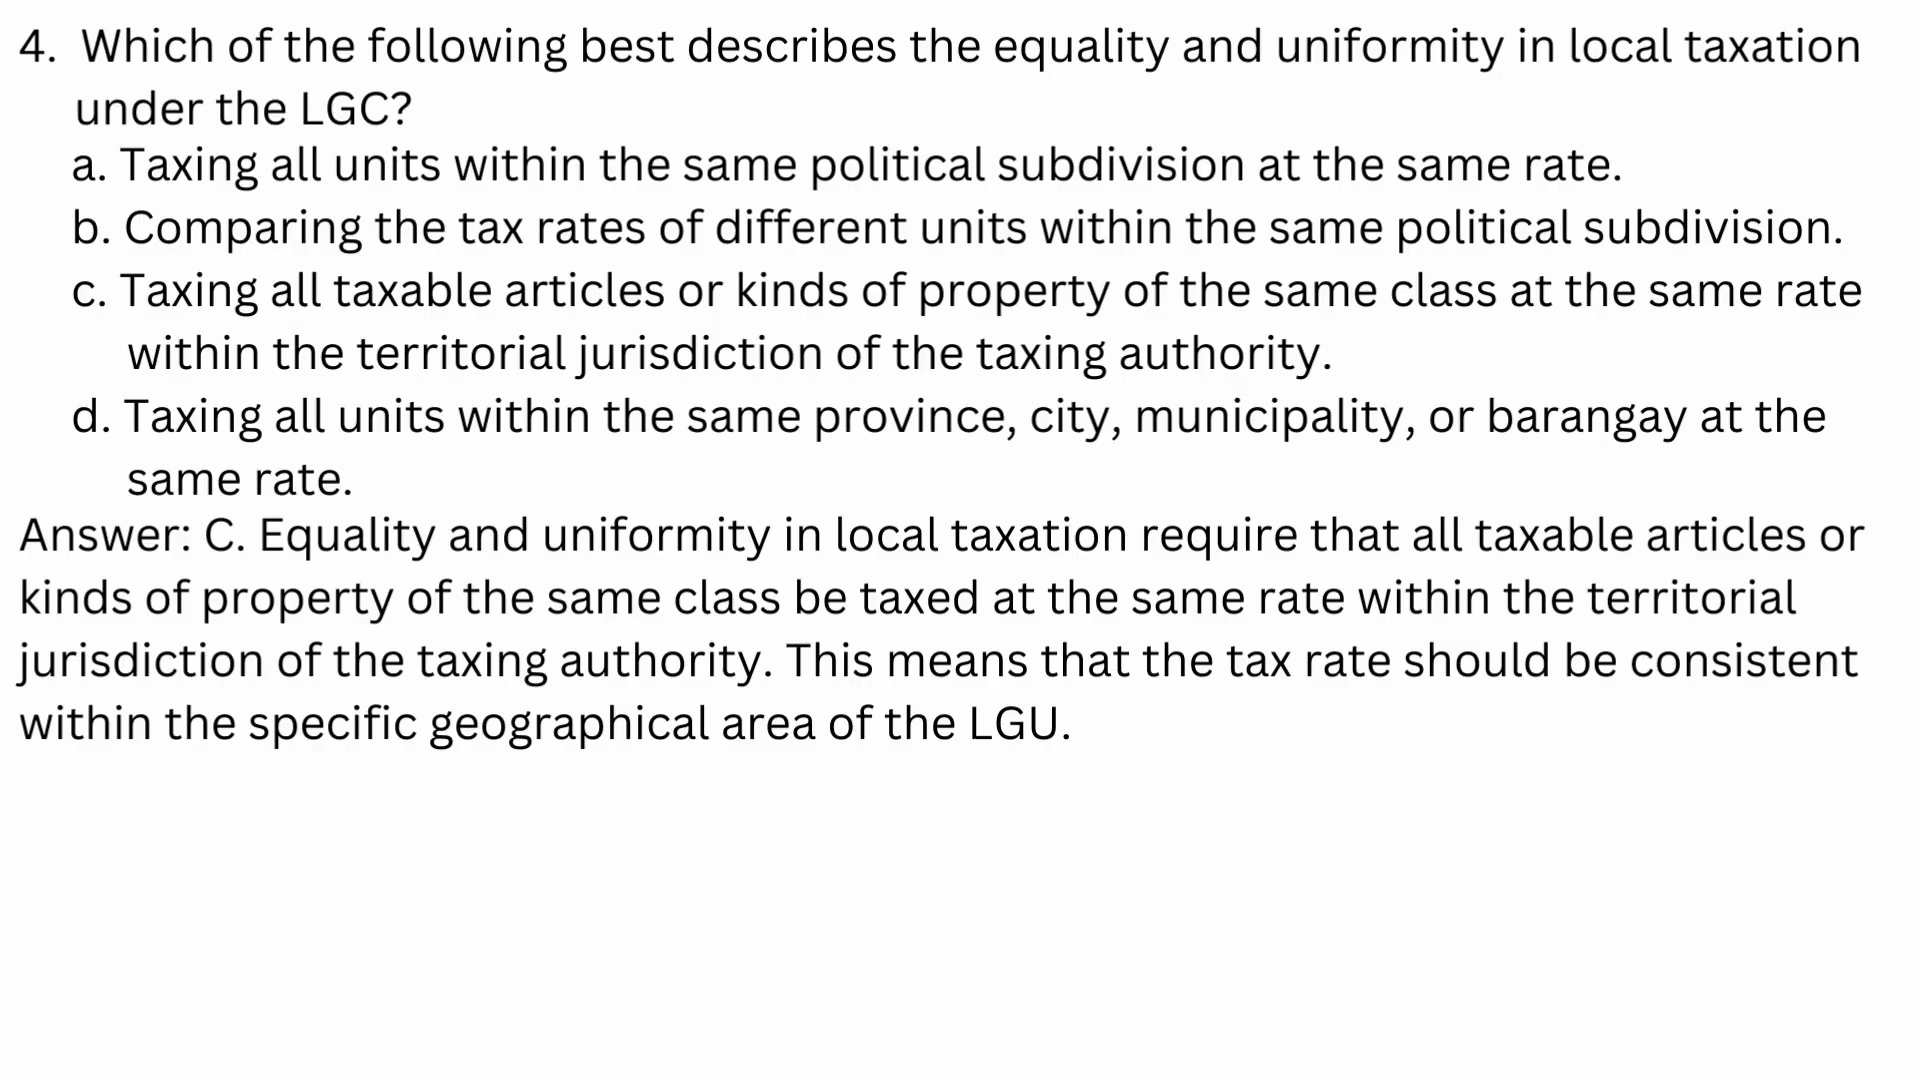 4. Which of the following best describes the equality and uniformity in local taxation
under the LGC?
a. Taxing all units within the same political subdivision at the same rate.
b. Comparing the tax rates of different units within the same political subdivision.
c. Taxing all taxable articles or kinds of property of the same class at the same rate
within the territorial jurisdiction of the taxing authority.
d. Taxing all units within the same province, city, municipality, or barangay at the
same rate.
Answer: C. Equality and uniformity in local taxation require that all taxable articles or
kinds of property of the same class be taxed at the same rate within the territorial
jurisdiction of the taxing authority. This means that the tax rate should be consistent
within the specific geographical area of the LGU.